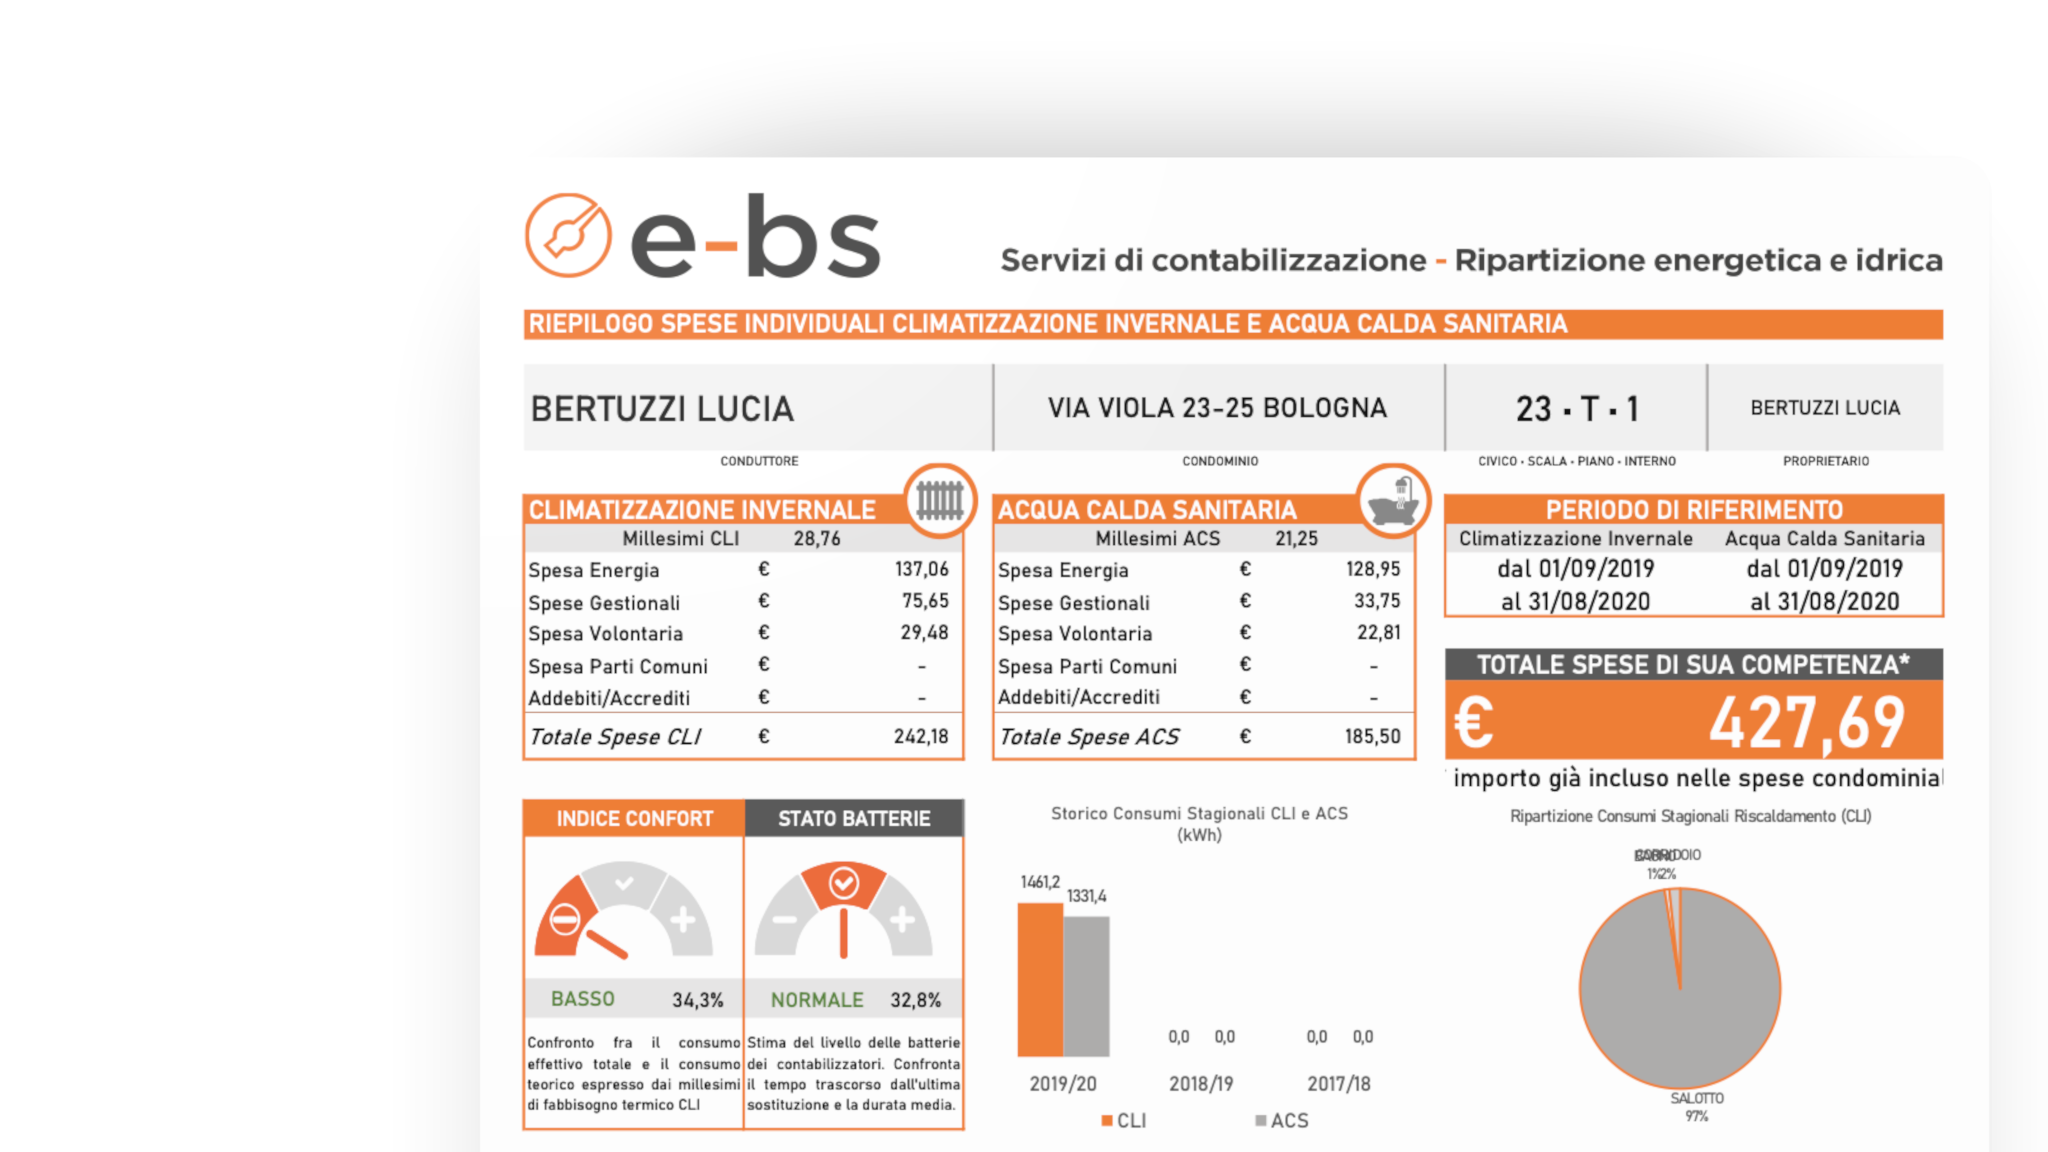 e-bs
Servizi di contabilizzazione - Ripartizione energetica e idrica
RIEPILOGO SPESE INDIVIDUALI CLIMATIZZAZIONE INVERNALE E ACQUA CALDA SANITARIA
BERTUZZI LUCIA
CONDUTTORE
VIA VIOLA 23-25 BOLOGNA
CONDOMINIO
23 · T · 1
CIVICO · SCALA · PIANO · INTERNO
BERTUZZI LUCIA
PROPRIETARIO
CLIMATIZZAZIONE INVERNALE
Millesimi CLI 28,76
Spesa Energia € 137,06
Spese Gestionali € 75,65
Spesa Volontaria € 29,48
Spesa Parti Comuni € -
Addebiti/Accrediti € -
Totale Spese CLI € 242,18
ACQUA CALDA SANITARIA
Millesimi ACS 21,25
Spesa Energia € 128,95
Spese Gestionali € 33,75
Spesa Volontaria € 22,81
Spesa Parti Comuni € -
Addebiti/Accrediti € -
Totale Spese ACS € 185,50
PERIODO DI RIFERIMENTO
Climatizzazione Invernale Acqua Calda Sanitaria
dal 01/09/2019 dal 01/09/2019
al 31/08/2020 al 31/08/2020
TOTALE SPESE DI SUA COMPETENZA*
€ 427,69
importo già incluso nelle spese condominial
INDICE CONFORT
BASSO 34,3%
Confronto fra il consumo
effettivo totale e il consumo
teorico espresso dai millesimi
di fabbisogno termico CLI
STATO BATTERIE
NORMALE 32,8%
Stima del livello delle batterie
dei contabilizzatori. Confronta
il tempo trascorso dall'ultima
sostituzione e la durata media.
Storico Consumi Stagionali CLI e ACS
(kWh)
1461,2
1331,4
0,0 0,0 0,0 0,0
2019/20 2018/19 2017/18
CLI ACS
Ripartizione Consumi Stagionali Riscaldamento (CLI)
CORRIDOIO
1% 2%
SALOTTO
97%